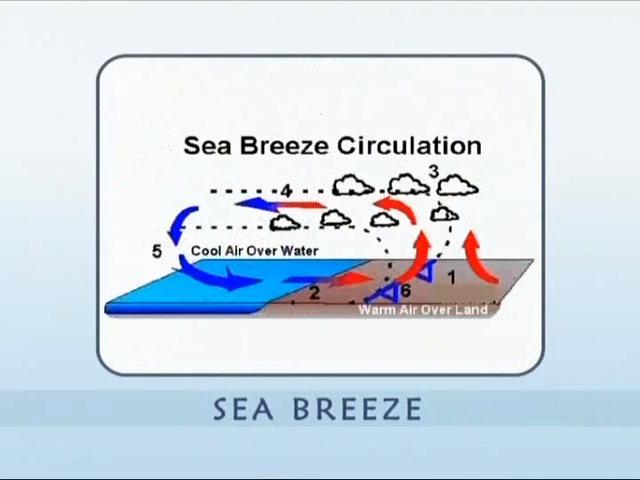 Sea Breeze Circulation
3
4
5
Cool Air Over Water
1
2
6
Warm Air Over Land
SEA BREEZE